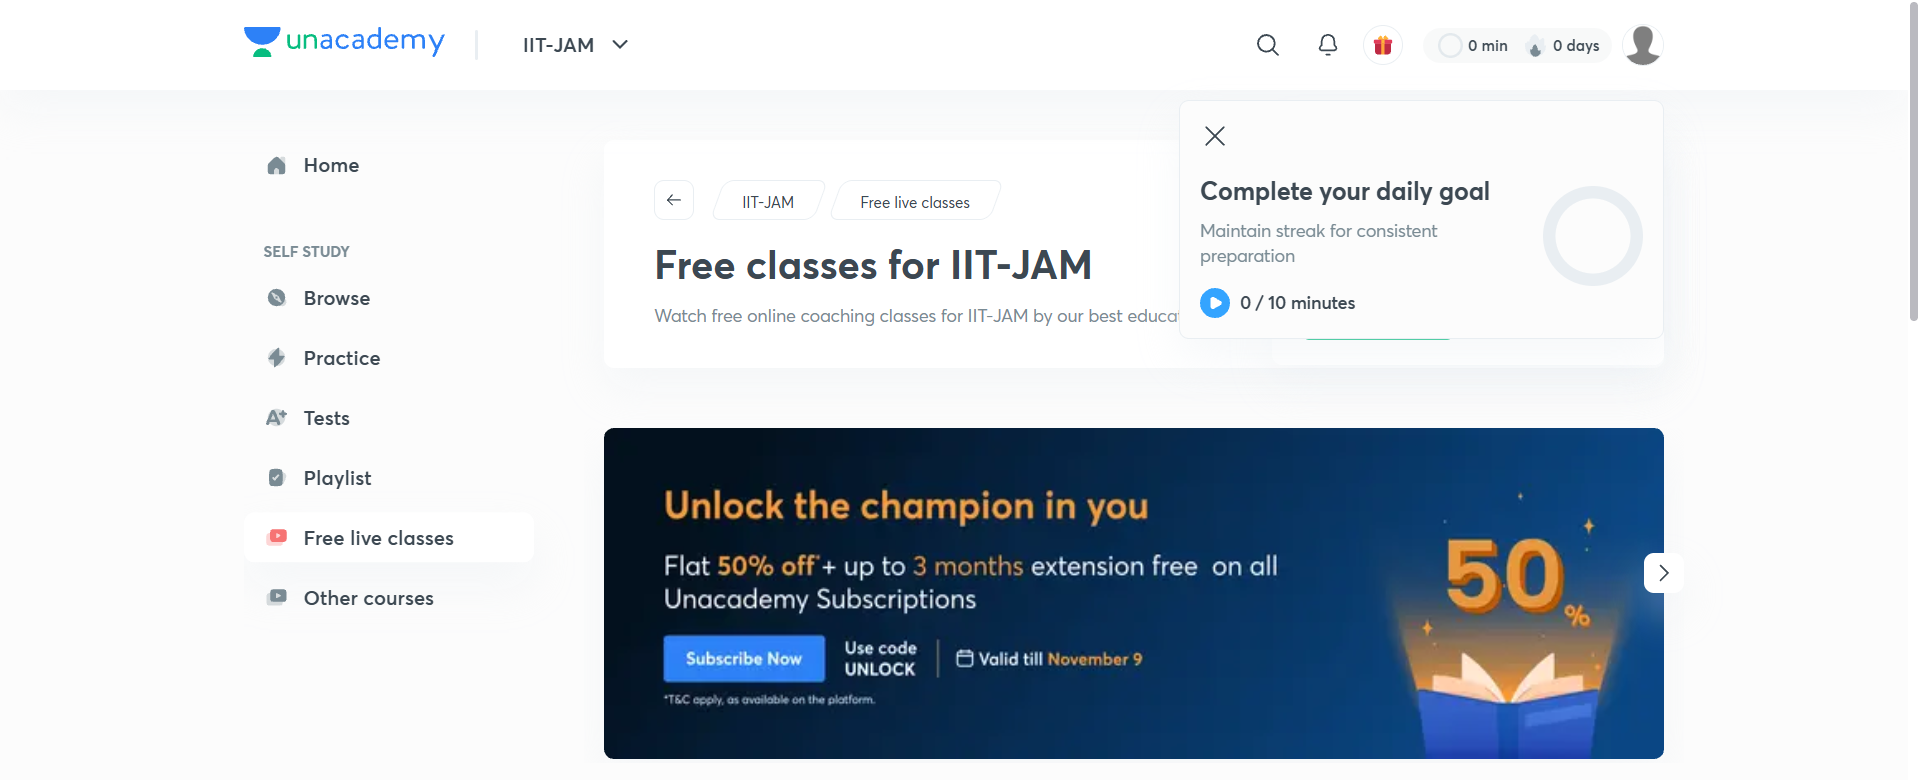 unacademy
IIT-JAM
0 min
0 days
Home
SELF STUDY
Browse
Practice
Tests
Playlist
Free live classes
Other courses
IIT-JAM
Free live classes
Free classes for IIT-JAM
Watch free online coaching classes for IIT-JAM by our best
Complete your daily goal
Maintain streak for consistent
preparation
0 / 10 minutes
Unlock the champion in you
Flat 50% off*+ up to 3 months extension free on all
Unacademy Subscriptions
Subscribe Now
Use code
UNLOCK
Valid till November 9
*T&C apply, as available on the platform.
50%